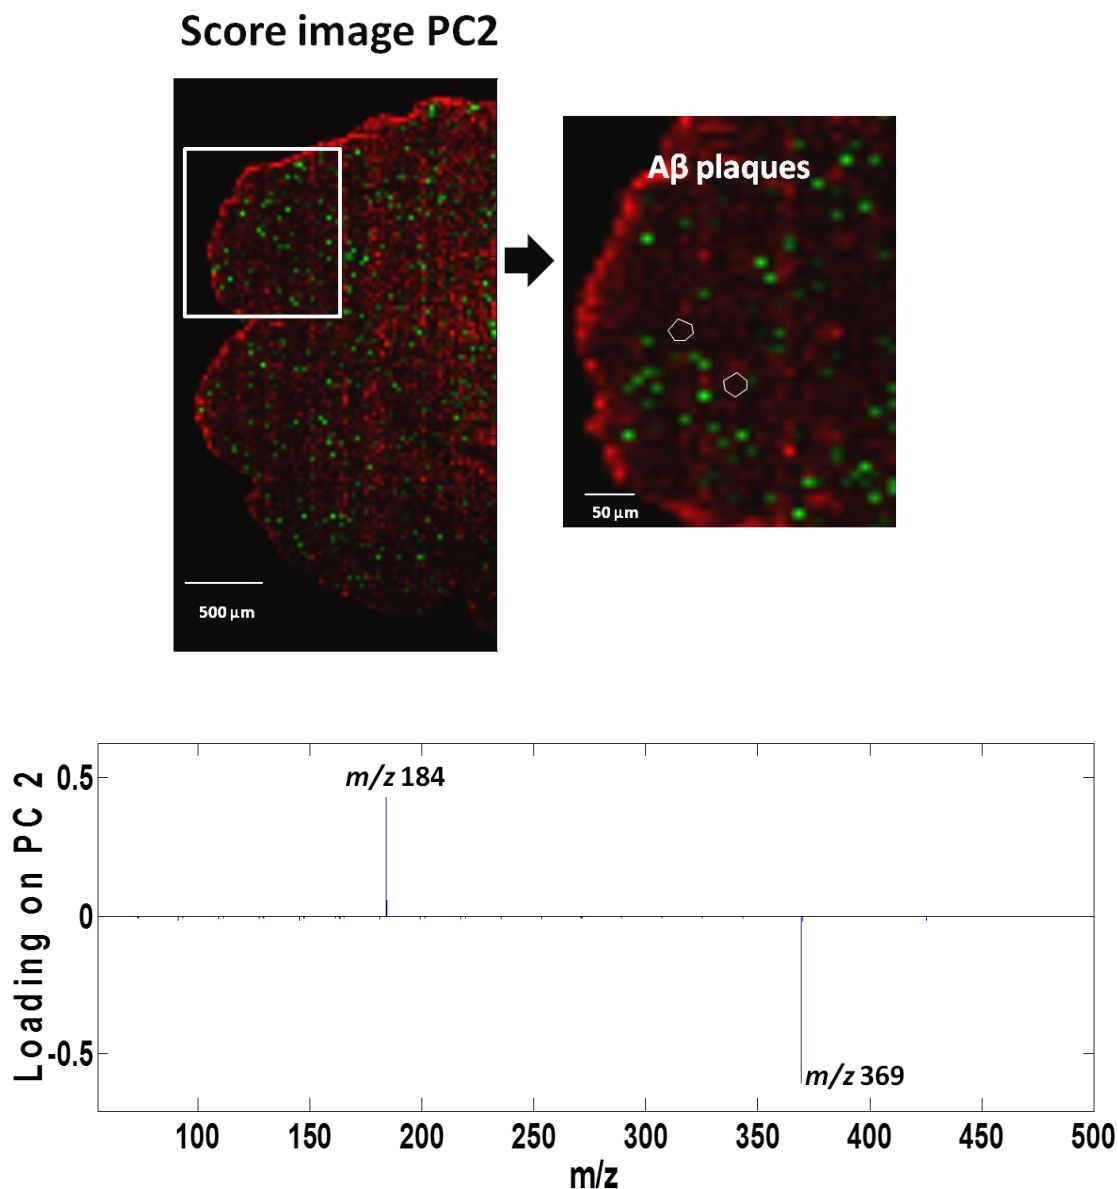 Score image PC2
Aβ plaques
50 µm
500 µm
Loading on PC 2
0.5
0
-0.5
m/z 184
m/z 369
100 150 200 250 300 350 400 450 500
m/z